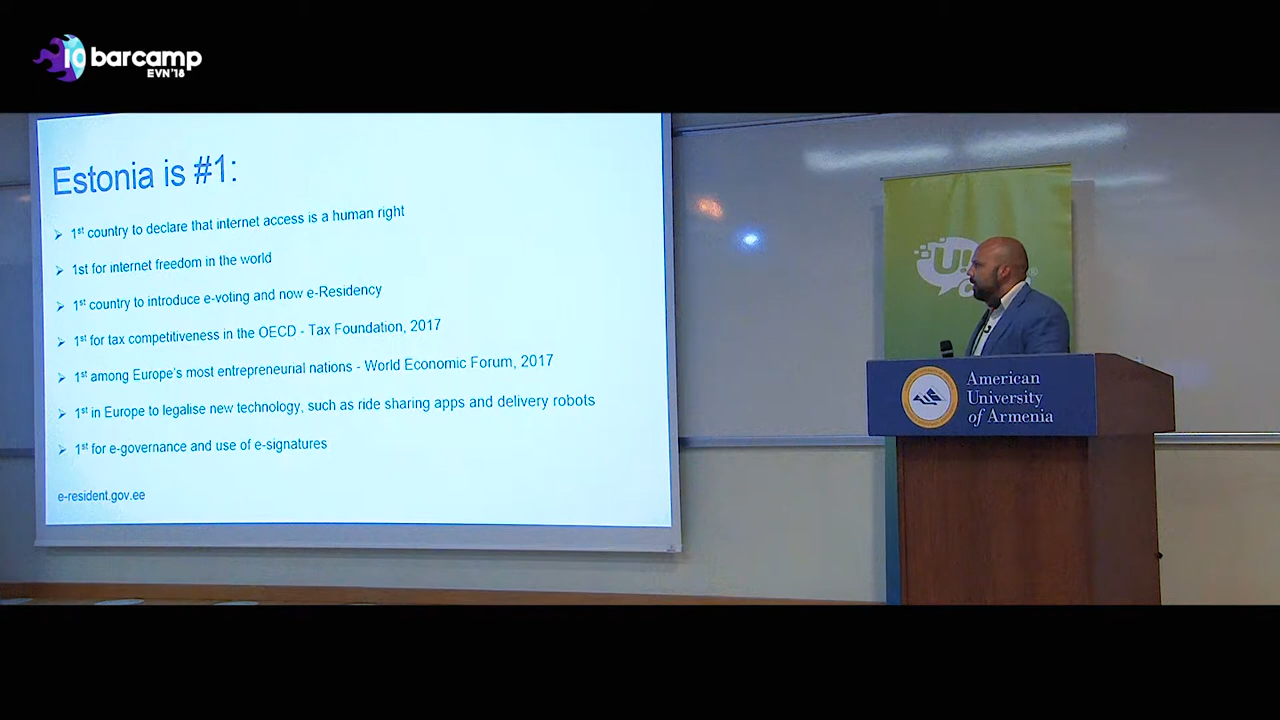 10 barcamp
EVN'18
Estonia is #1:
➢ 1st country to declare that internet access is a human right
➢ 1st for internet freedom in the world
➢ 1st country to introduce e-voting and now e-Residency
➢ 1st for tax competitiveness in the OECD - Tax Foundation, 2017
➢ 1st among Europe's most entrepreneurial nations - World Economic Forum, 2017
➢ 1st in Europe to legalise new technology, such as ride sharing apps and delivery robots
➢ 1st for e-governance and use of e-signatures
e-resident.gov.ee
U!
American
University
of Armenia